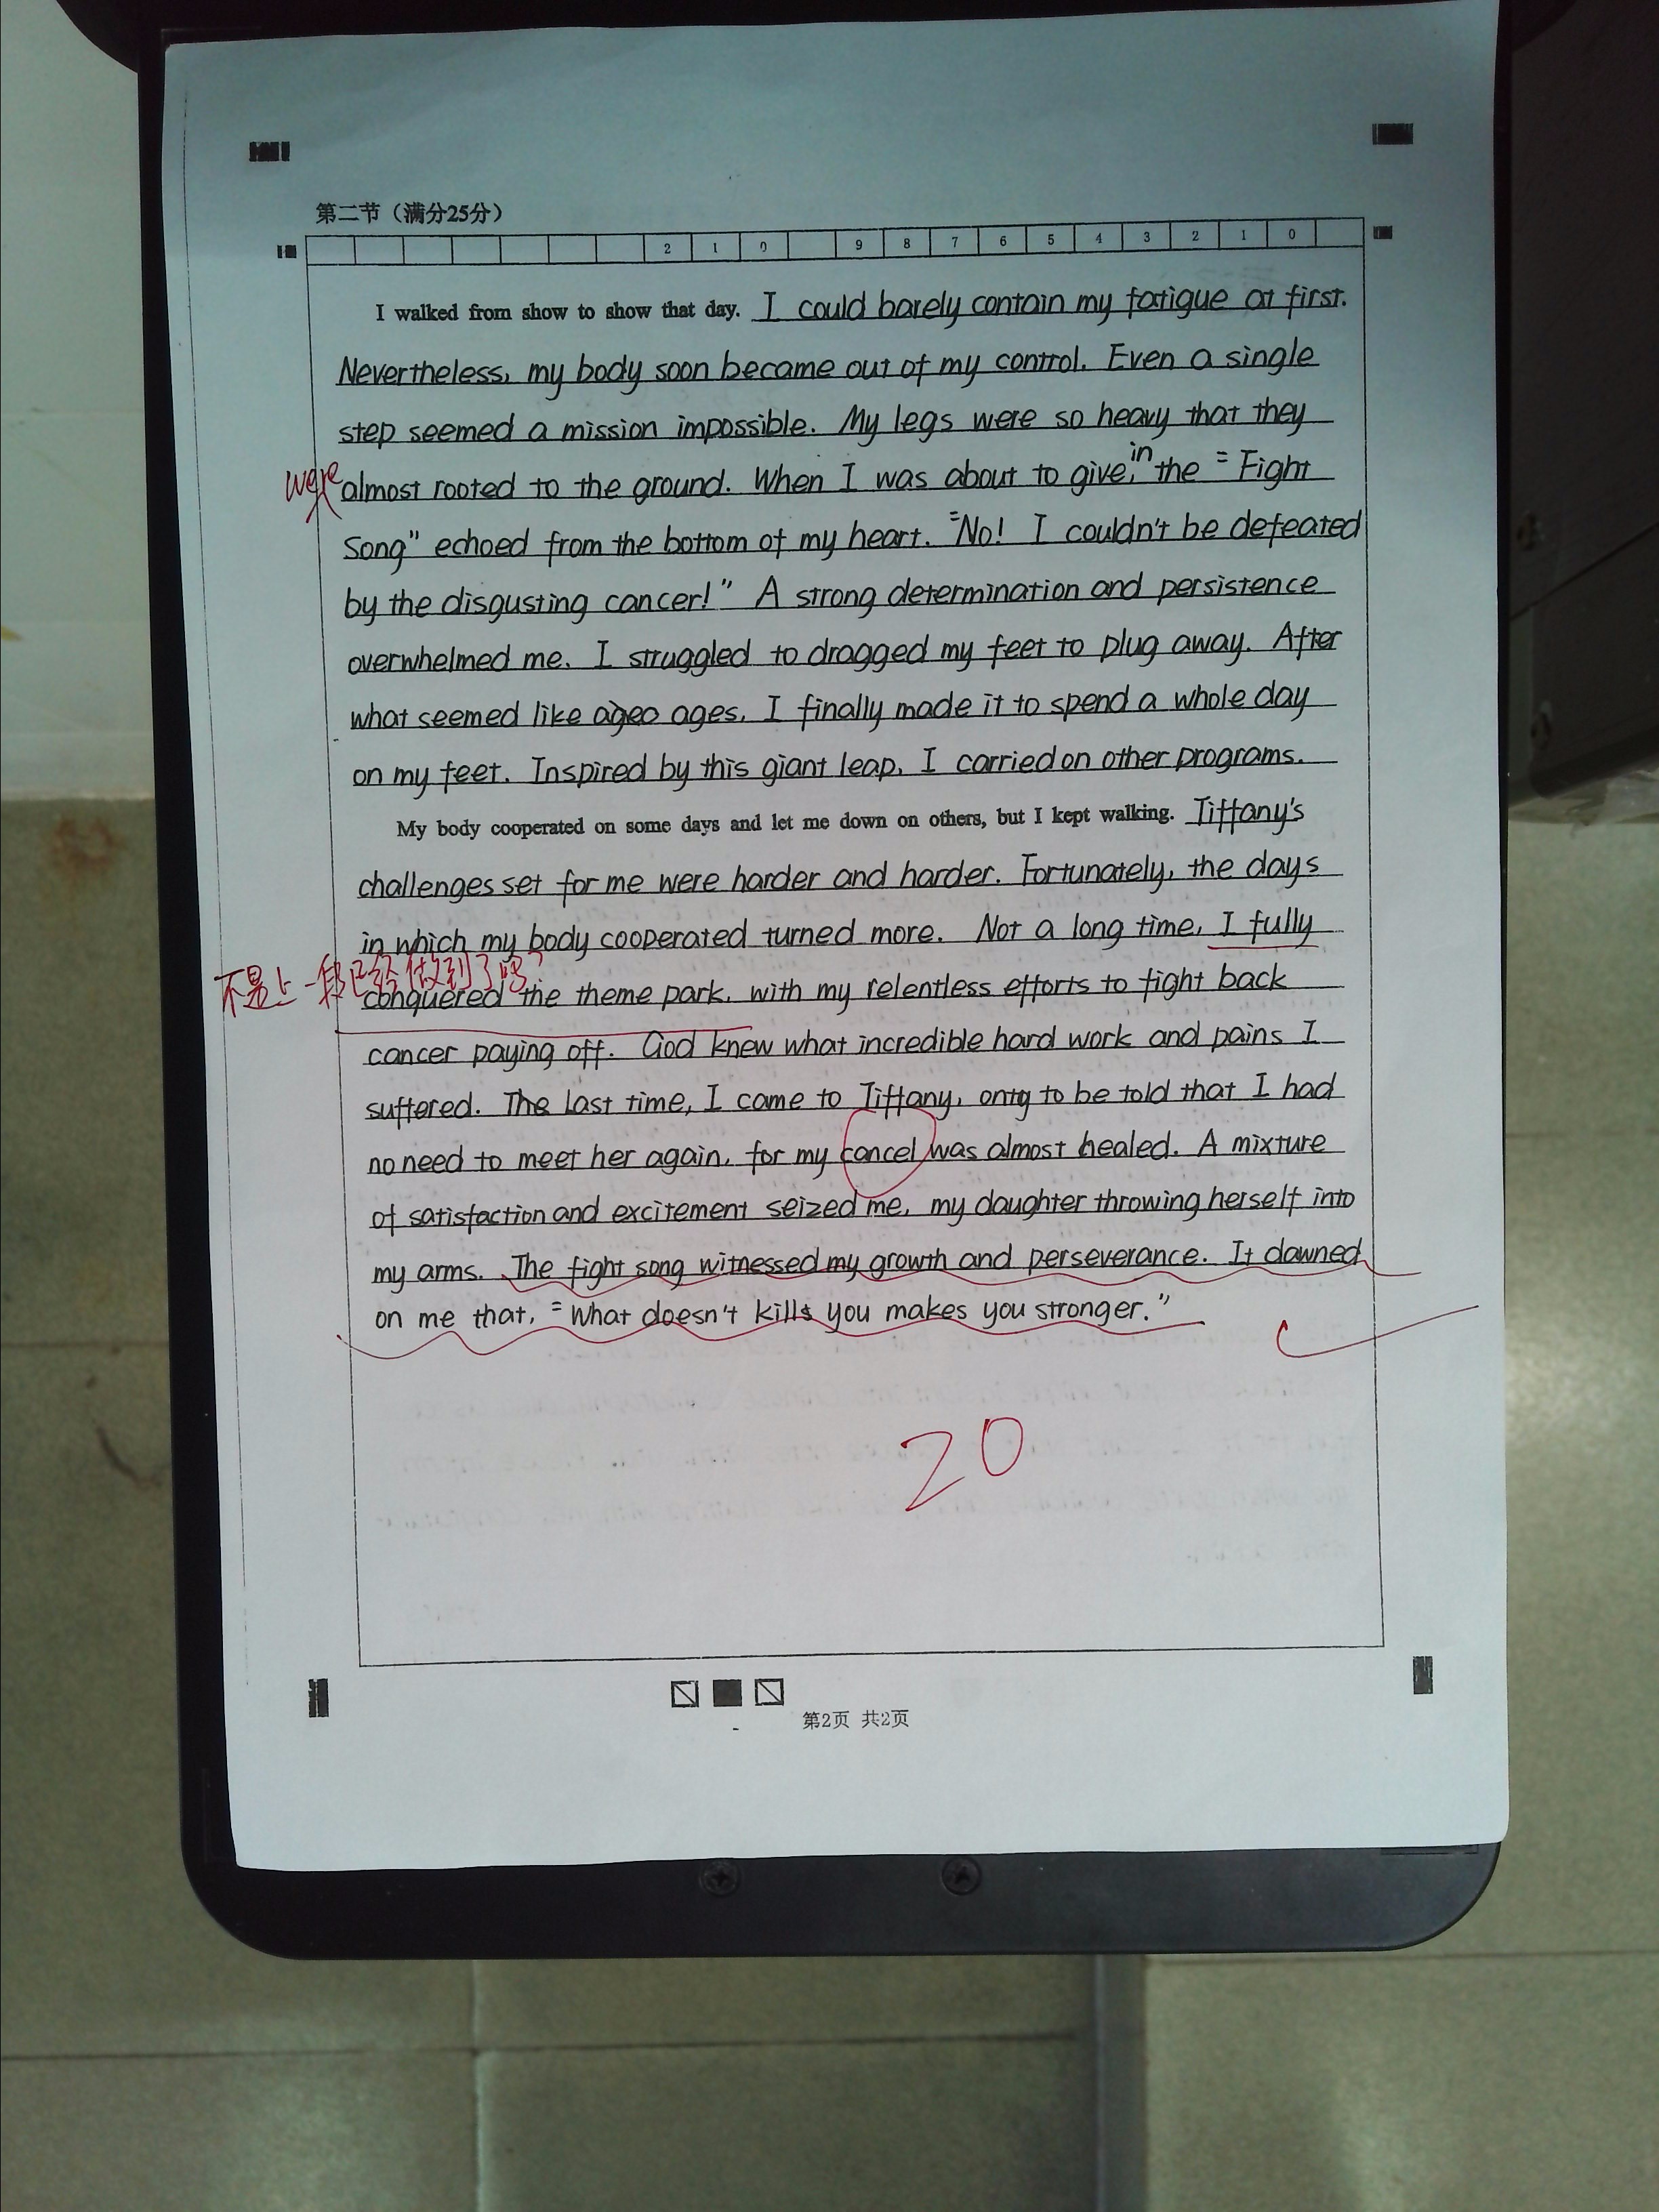 第二节（满分25分）
2 1 0 9 8 7 6 5 4 3 2 1 0
I walked from show to show that day. I could barely contain my fatigue at first.
Nevertheless, my body soon became out of my control. Even a single
step seemed a mission impossible. My legs were so heavy that they
were almost rooted to the ground. When I was about to give in, the "Fight
Song" echoed from the bottom of my heart. "No! I couldn't be defeated
by the disgusting cancer!" A strong determination and persistence
overwhelmed me. I struggled to dragged my feet to plug away. After
what seemed like ages, I finally made it to spend a whole day
on my feet. Inspired by this giant leap, I carried on other programs.
My body cooperated on some days and let me down on others, but I kept walking. Tiffany's
challenges set for me were harder and harder. Fortunately, the days
in which my body cooperated turned more. Not a long time, I fully
不是上一段已经做到了吗?
conquered the theme park, with my relentless efforts to fight back
cancer paying off. God knew what incredible hard work and pains I
suffered. The last time, I came to Tiffany, only to be told that I had
no need to meet her again, for my cancel was almost healed. A mixture
of satisfaction and excitement seized me, my daughter throwing herself into
my arms. The fight song witnessed my growth and perseverance. It dawned
on me that, "What doesn't kills you makes you stronger."
20
第2页 共2页